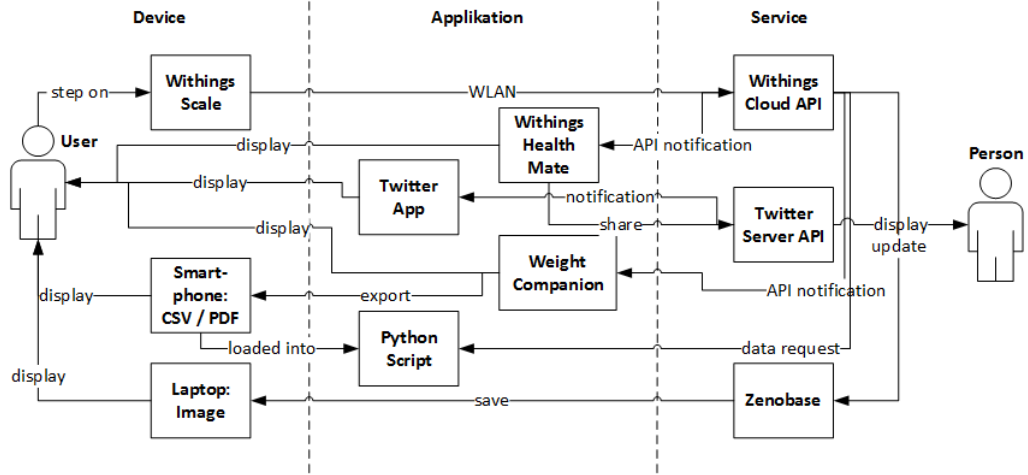 Device
Applikation
Service
step on
Withings
Scale
WLAN
Withings
Cloud API
User
display
Withings
Health
Mate
API notification
Person
display
Twitter
App
notification
share
Twitter
Server API
display
update
display
Weight
Companion
API notification
display
Smart-
phone:
CSV / PDF
export
loaded into
Python
Script
data request
display
Laptop:
Image
save
Zenobase